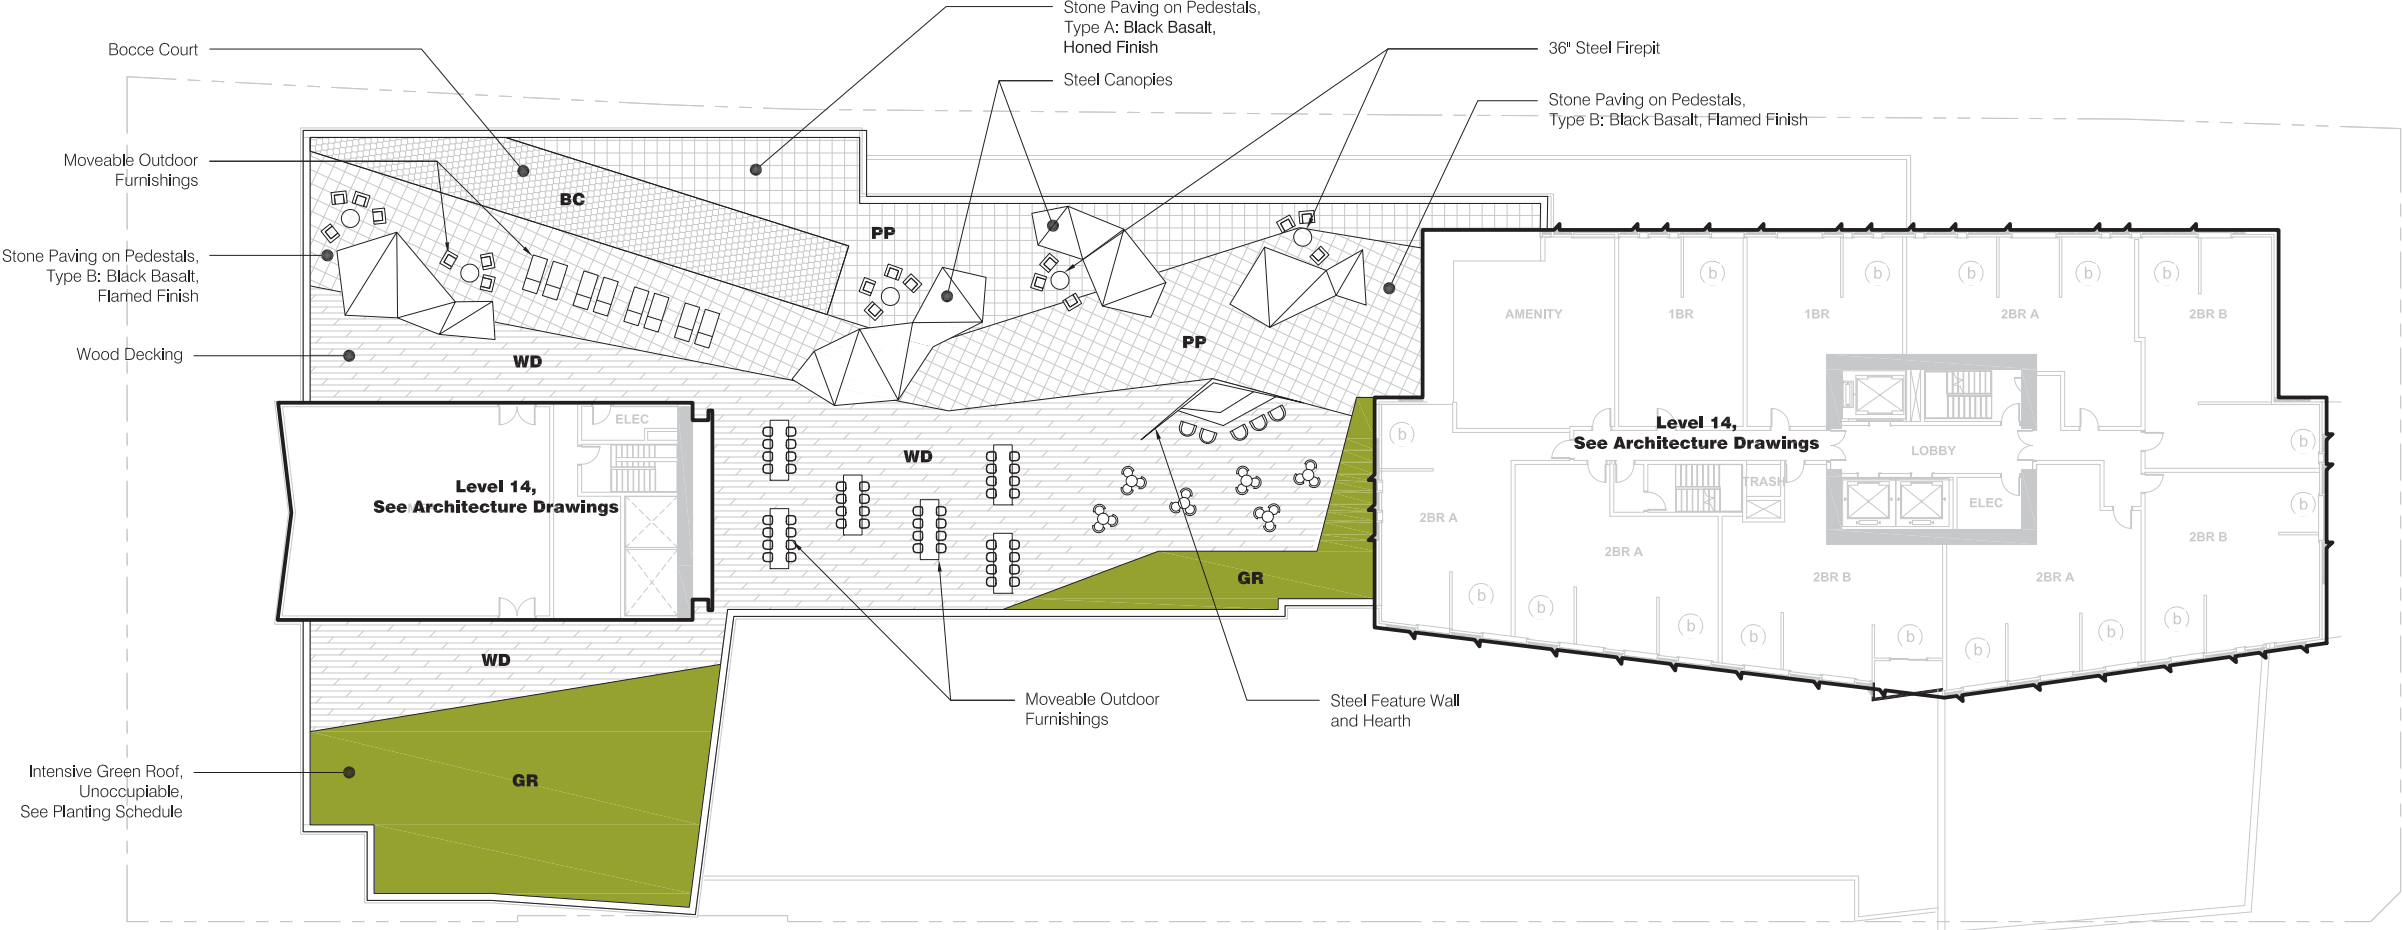 Stone Paving on Pedestals,
Type A: Black Basalt,
Honed Finish
Bocce Court
36" Steel Firepit
Steel Canopies
Stone Paving on Pedestals,
Type B: Black Basalt, Flamed Finish
Moveable Outdoor
Furnishings
BC
PP
Stone Paving on Pedestals,
Type B: Black Basalt,
Flamed Finish
b
b
b
b
b
AMENITY
1BR
1BR
2BR A
2BR B
PP
Wood Decking
WD
ELEC
Level 14,
See Architecture Drawings
b
b
LOBBY
WD
Level 14,
See Architecture Drawings
TRASH
ELEC
b
2BR A
2BR A
2BR B
2BR B
2BR A
GR
b
b
b
b
b
b
b
b
WD
Moveable Outdoor
Furnishings
Steel Feature Wall
and Hearth
Intensive Green Roof,
Unoccupiable,
See Planting Schedule
GR